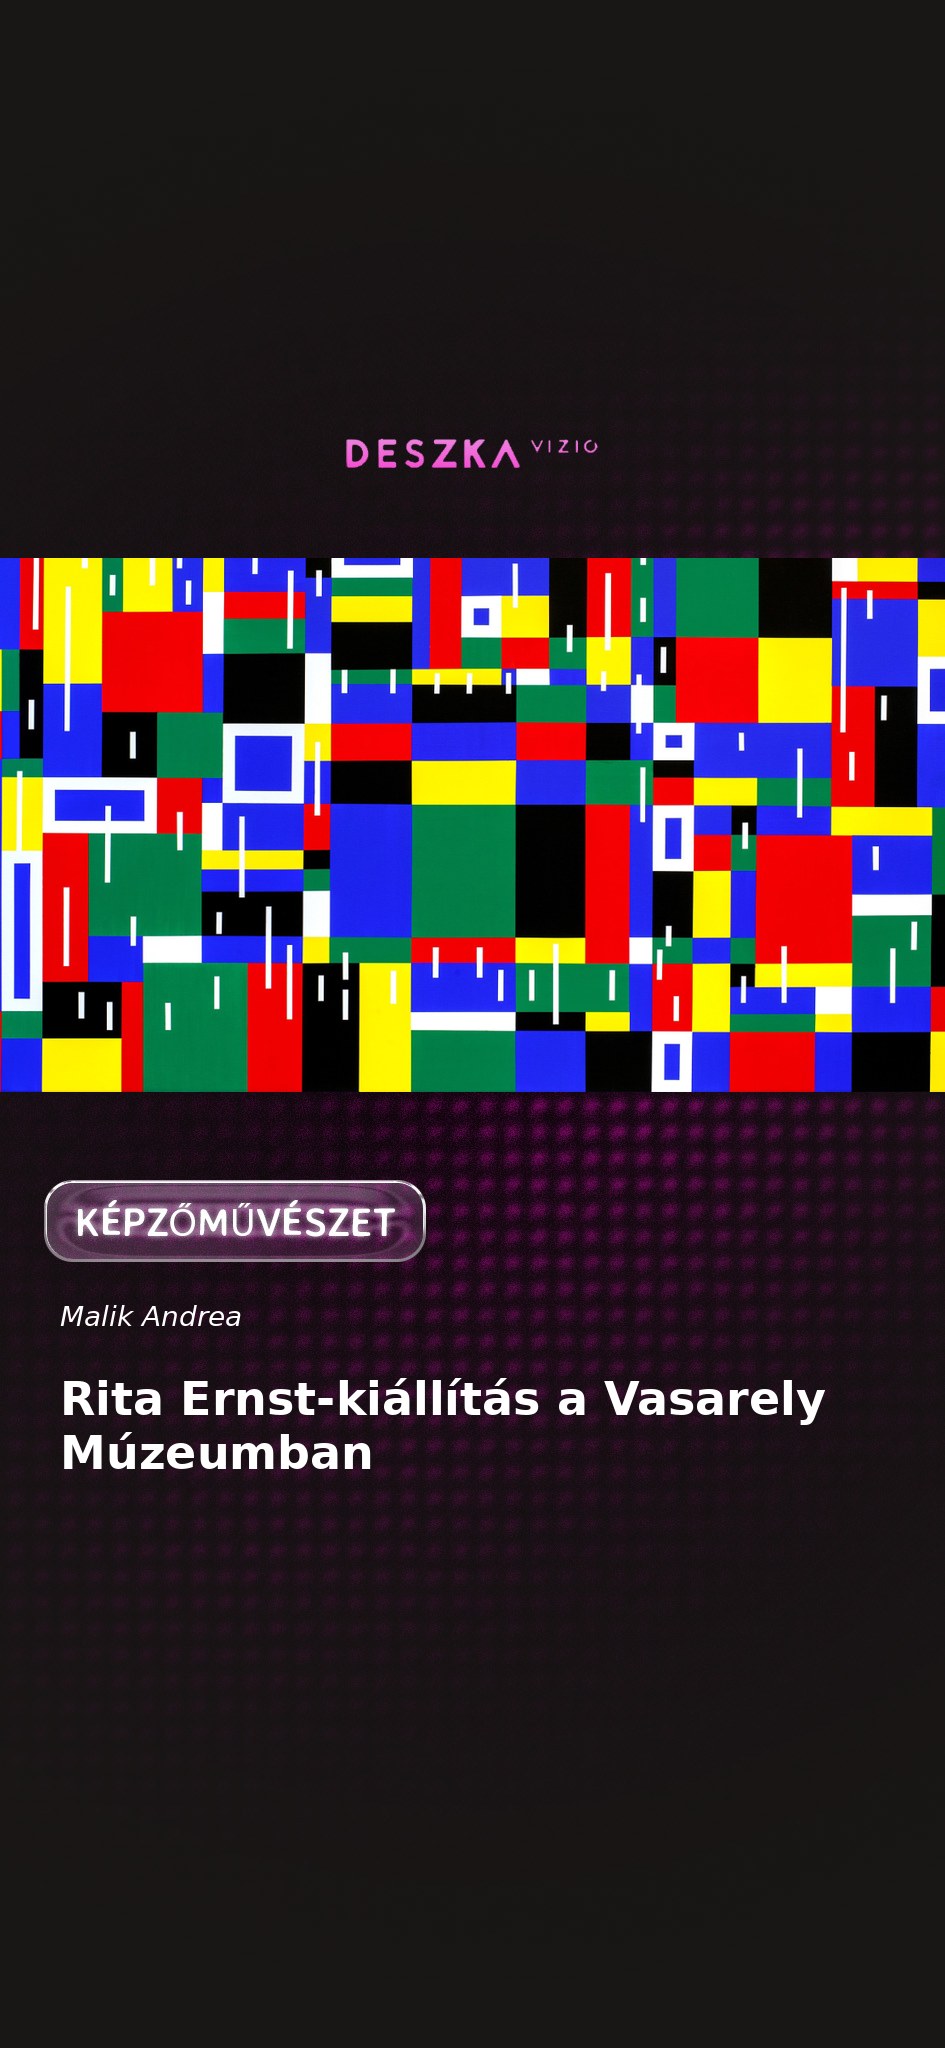 DESZKA VIZIO
KÉPZŐMŰVÉSZET
Malik Andrea
Rita Ernst-kiállítás a Vasarely
Múzeumban